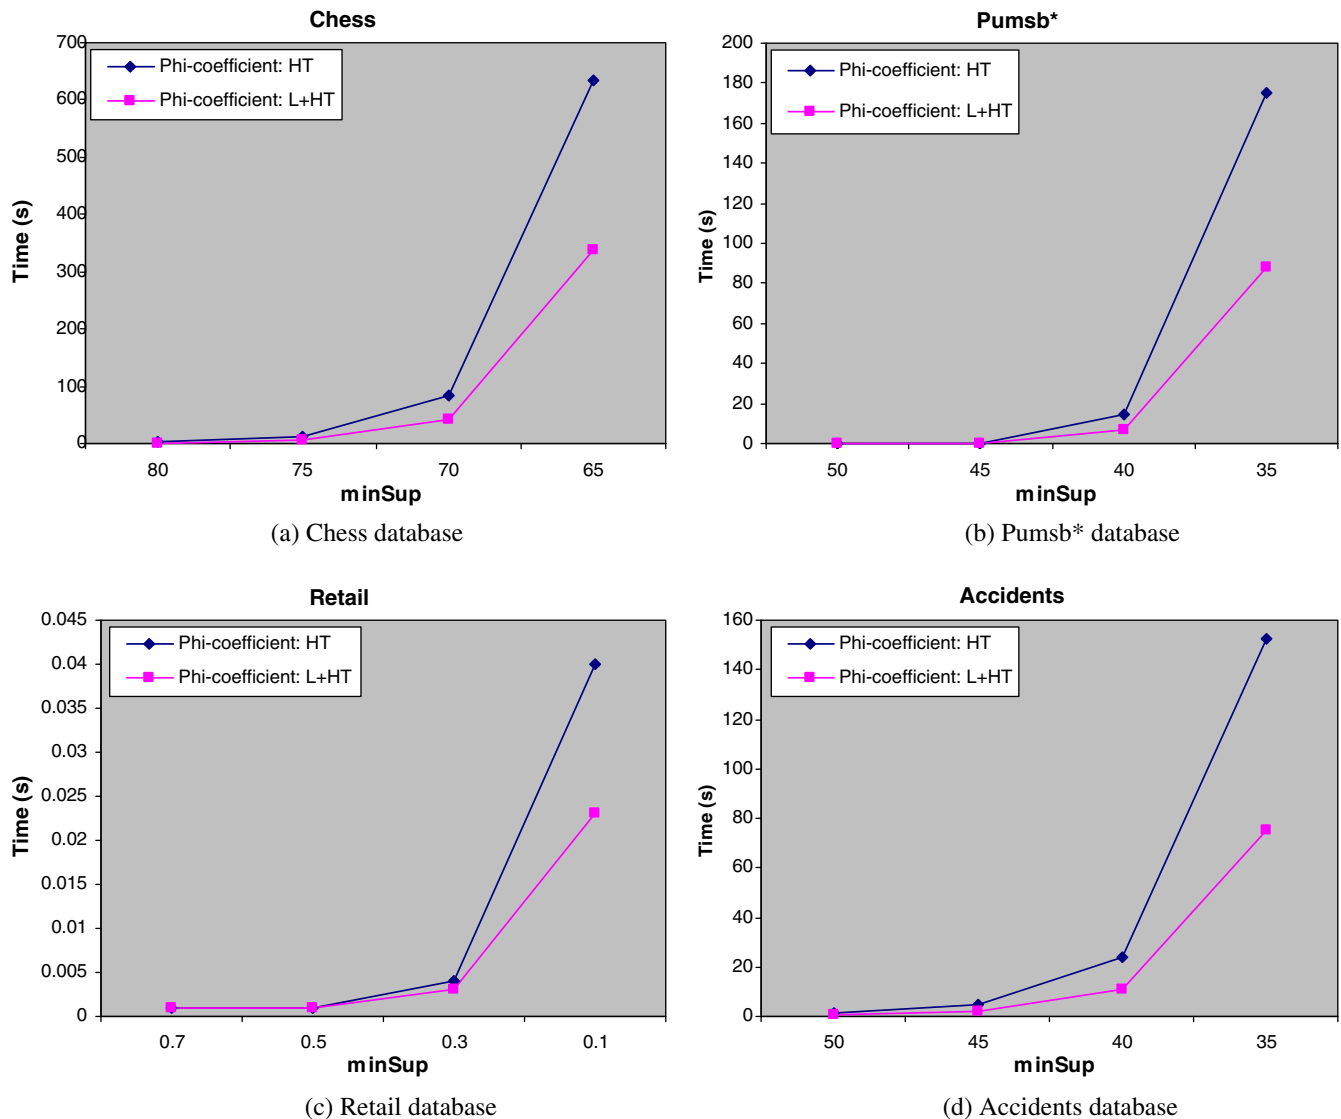 Chess
700
600
500
400
300
200
100
0
Time (s)
Phi-coefficient: HT
Phi-coefficient: L+HT
80 75 70 65
minSup
(a) Chess database
Pumsb*
200
180
160
140
120
100
80
60
40
20
0
Time (s)
Phi-coefficient: HT
Phi-coefficient: L+HT
50 45 40 35
minSup
(b) Pumsb* database
Retail
0.045
0.04
0.035
0.03
0.025
0.02
0.015
0.01
0.005
0
Time (s)
Phi-coefficient: HT
Phi-coefficient: L+HT
0.7 0.5 0.3 0.1
minSup
(c) Retail database
Accidents
160
140
120
100
80
60
40
20
0
Time (s)
Phi-coefficient: HT
Phi-coefficient: L+HT
50 45 40 35
minSup
(d) Accidents database